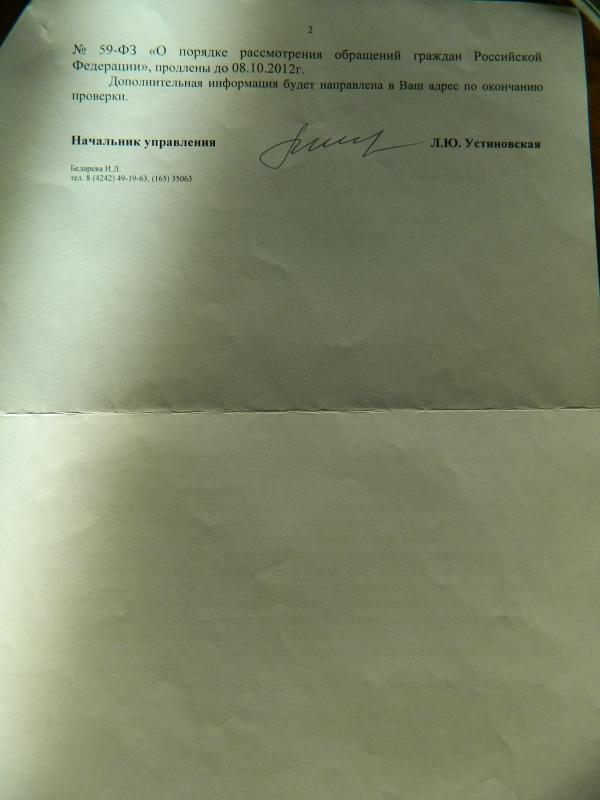 2
№ 59-ФЗ «О порядке рассмотрения обращений граждан Российской
Федерации», продлены до 08.10.2012г.
Дополнительная информация будет направлена в Ваш адрес по окончанию
проверки.
Начальник управления Л.Ю. Устиновская
Бедарева И.Л.
тел. 8 (4242) 49-19-63, (165) 35063